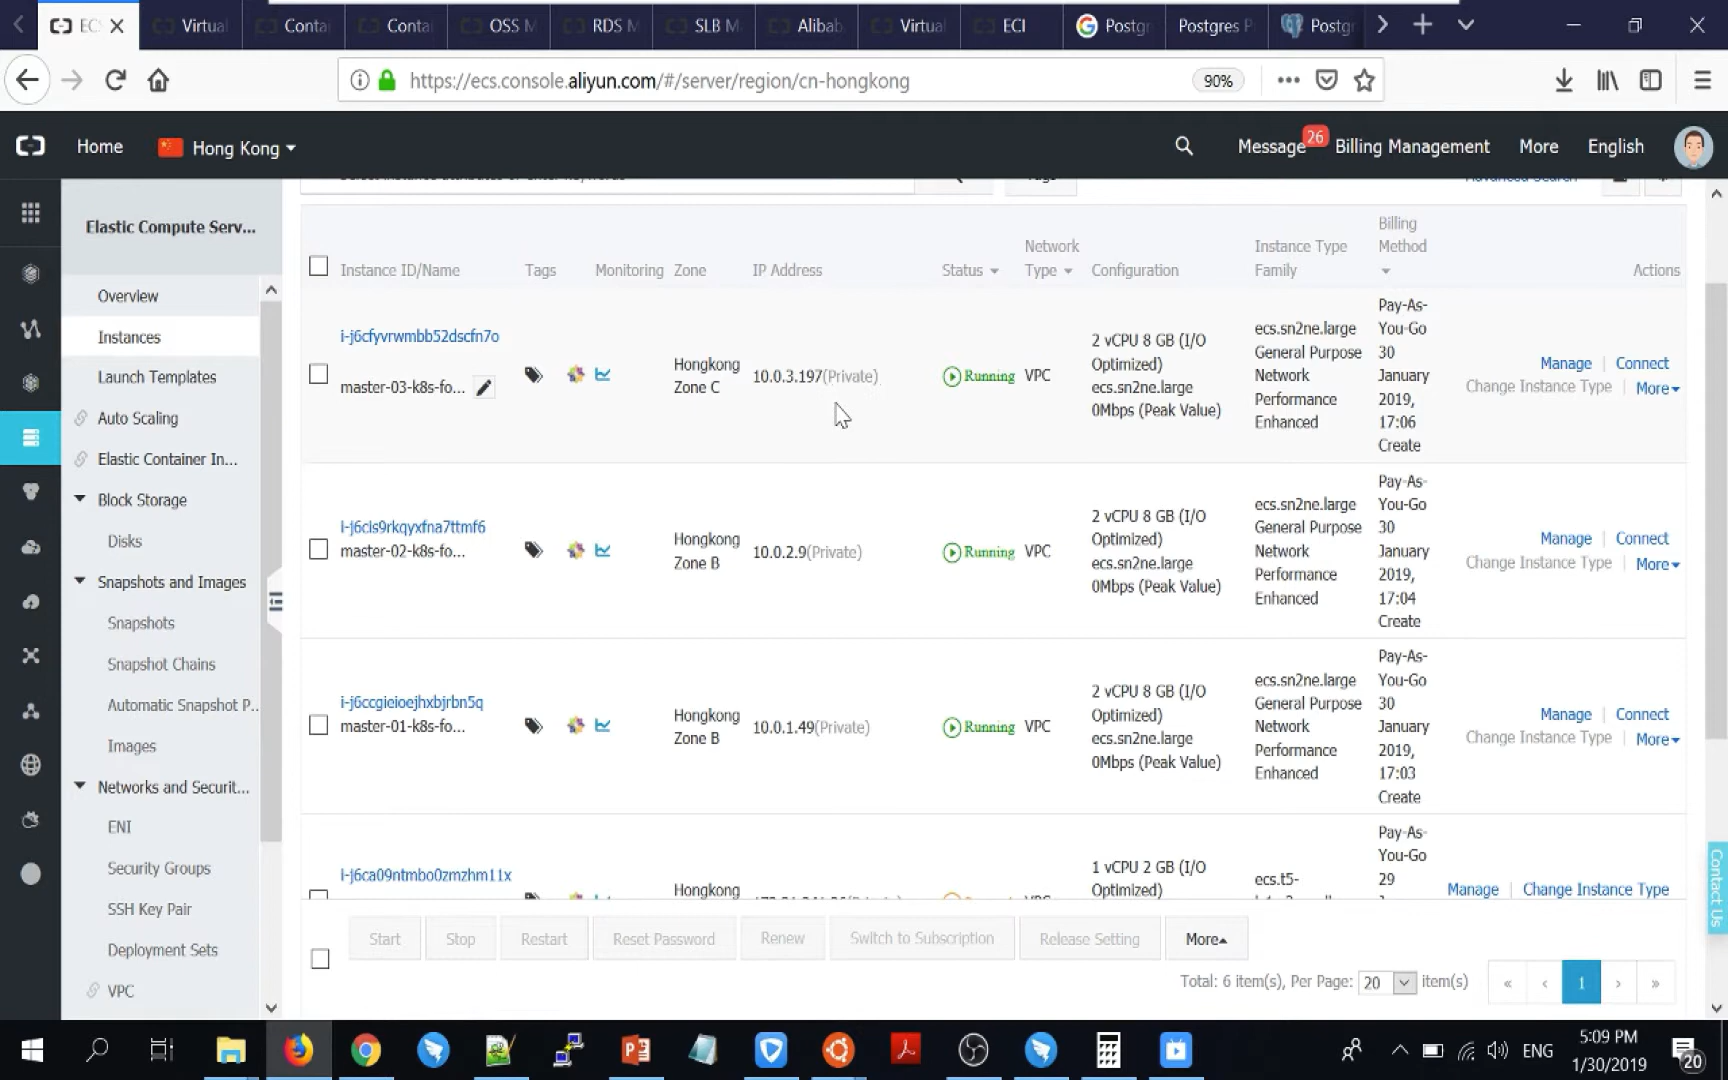 EC
Virtual
Conta
Conta
OSS M
RDS M
SLB M
Alibab
Virtual
ECI
Postgr
Postgres P
Postgr
https://ecs.console.aliyun.com/#/server/region/cn-hongkong
90%
Home
Hong Kong
Message
26
Billing Management
More
English
Elastic Compute Serv...
Overview
Instances
Launch Templates
Auto Scaling
Elastic Container In...
Block Storage
Disks
Snapshots and Images
Snapshots
Snapshot Chains
Automatic Snapshot P..
Images
Networks and Securit...
ENI
Security Groups
SSH Key Pair
Deployment Sets
VPC
Instance ID/Name
Tags
Monitoring
Zone
IP Address
Status
Network
Type
Configuration
Instance Type
Family
Billing
Method
Actions
i-j6cfyvrwmbb52dscfn7o
master-03-k8s-fo...
Hongkong
Zone C
10.0.3.197(Private)
Running
VPC
2 vCPU 8 GB (I/O
Optimized)
ecs.sn2ne.large
0Mbps (Peak Value)
ecs.sn2ne.large
General Purpose
Network
Performance
Enhanced
Pay-As-
You-Go
30
January
2019,
17:06
Create
Manage
Connect
Change Instance Type
More
i-j6cis9rkqyxfna7ttmf6
master-02-k8s-fo...
Hongkong
Zone B
10.0.2.9(Private)
Running
VPC
2 vCPU 8 GB (I/O
Optimized)
ecs.sn2ne.large
0Mbps (Peak Value)
ecs.sn2ne.large
General Purpose
Network
Performance
Enhanced
Pay-As-
You-Go
30
January
2019,
17:04
Create
Manage
Connect
Change Instance Type
More
i-j6ccgieioejhxbjrbn5q
master-01-k8s-fo...
Hongkong
Zone B
10.0.1.49(Private)
Running
VPC
2 vCPU 8 GB (I/O
Optimized)
ecs.sn2ne.large
0Mbps (Peak Value)
ecs.sn2ne.large
General Purpose
Network
Performance
Enhanced
Pay-As-
You-Go
30
January
2019,
17:03
Create
Manage
Connect
Change Instance Type
More
i-j6ca09ntmbo0zmzhm11x
Hongkong
1 vCPU 2 GB (I/O
Optimized)
ecs.t5-
Pay-As-
You-Go
29
Manage
Change Instance Type
Start
Stop
Restart
Reset Password
Renew
Switch to Subscription
Release Setting
More
Total: 6 item(s), Per Page: 20 item(s)
« ‹ 1 › »
Contact Us
ENG
5:09 PM
1/30/2019
20